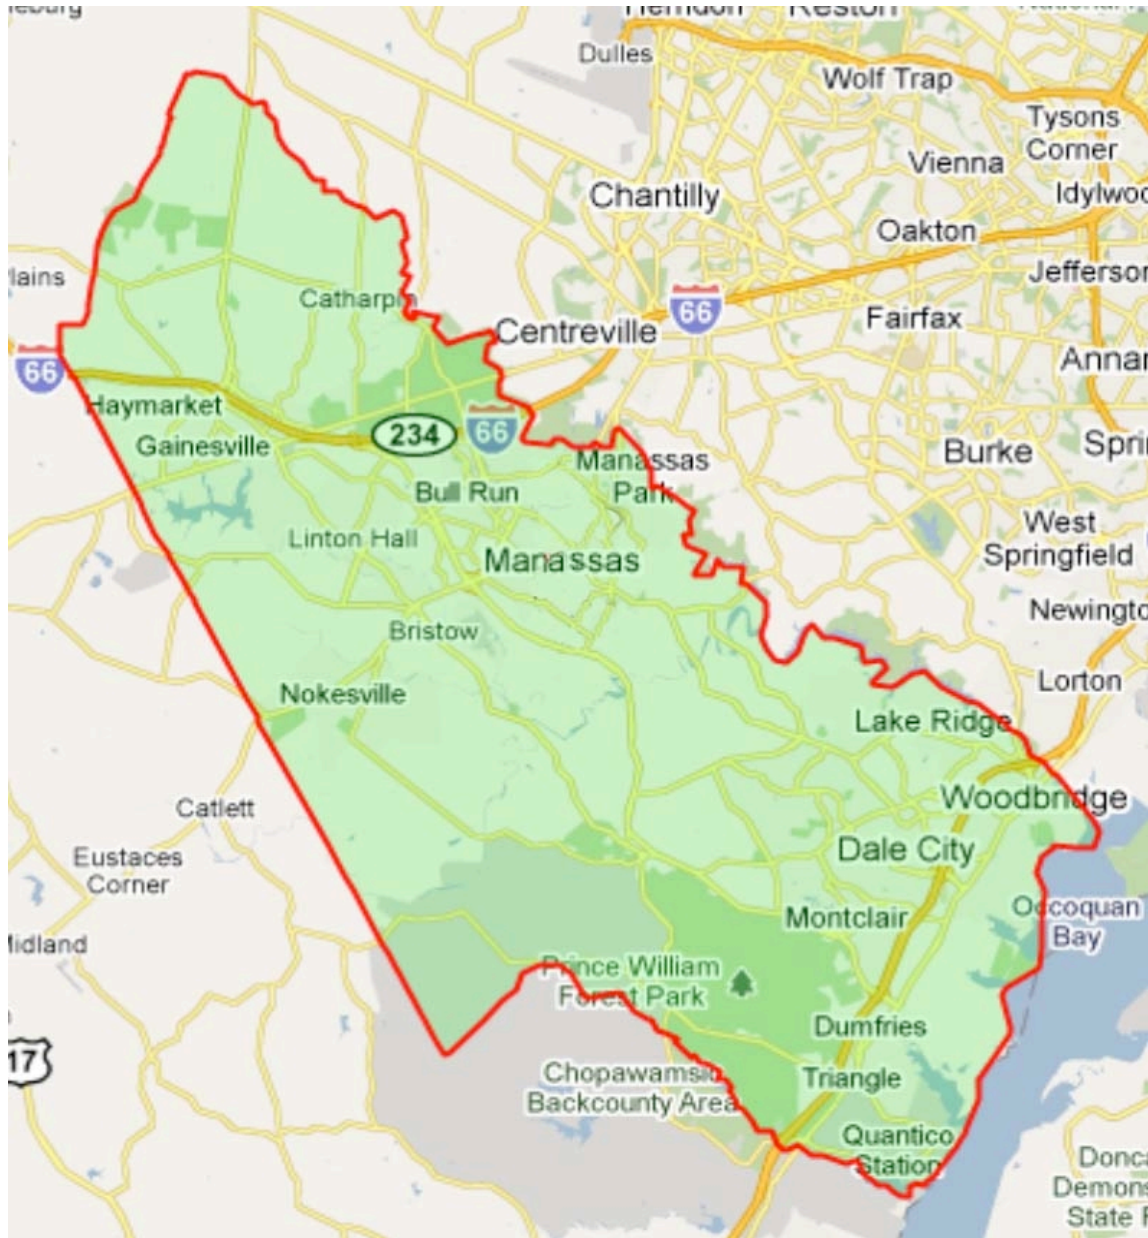 Dulles
Wolf Trap
Tysons
Corner
Vienna
Chantilly
Oakton
Catharpin
Centreville
66
Fairfax
66
Haymarket
Gainesville
234
66
Burke
Manassas
Park
Bull Run
Linton Hall
Manassas
West
Springfield
Bristow
Nokesville
Lorton
Lake Ridge
Woodbridge
Catlett
Dale City
Eustaces
Corner
Montclair
Occoquan
Bay
Prince William
Forest Park
Dumfries
17
Chopawamsic
Backcounty Area
Triangle
Quantico
Station